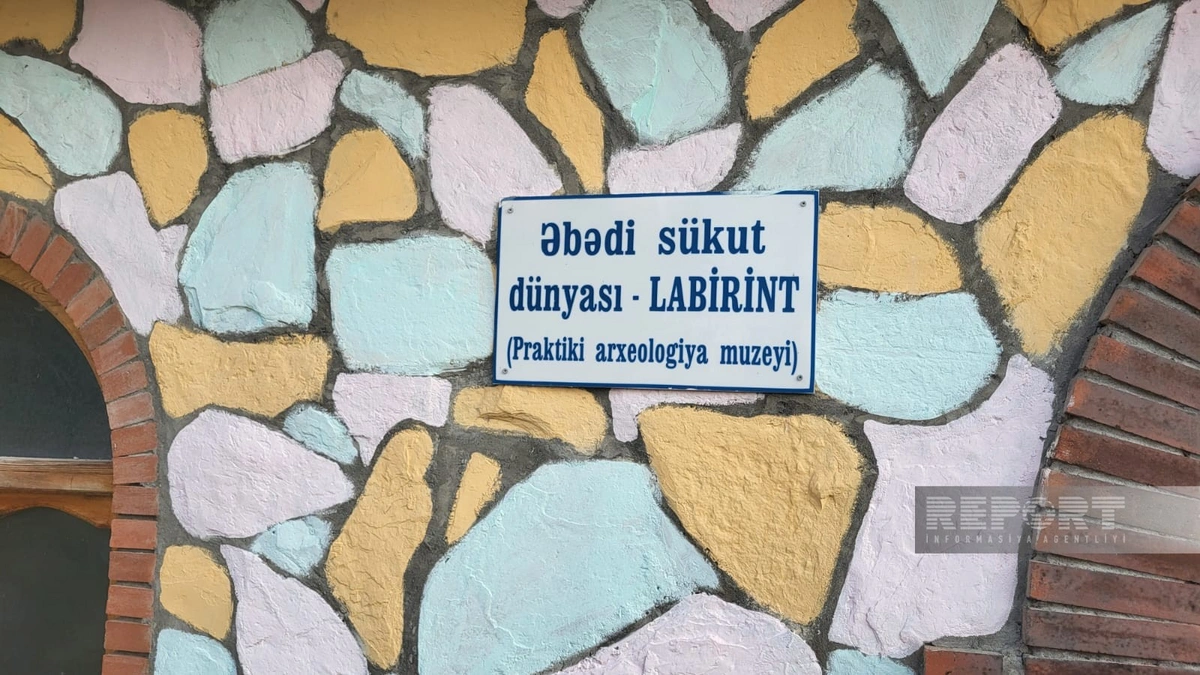 Əbədi sükut
dünyası - LABİRİNT
(Praktiki arxeologiya muzeyi)
REPORT
İNFORMASİYA AGENTLİYİ